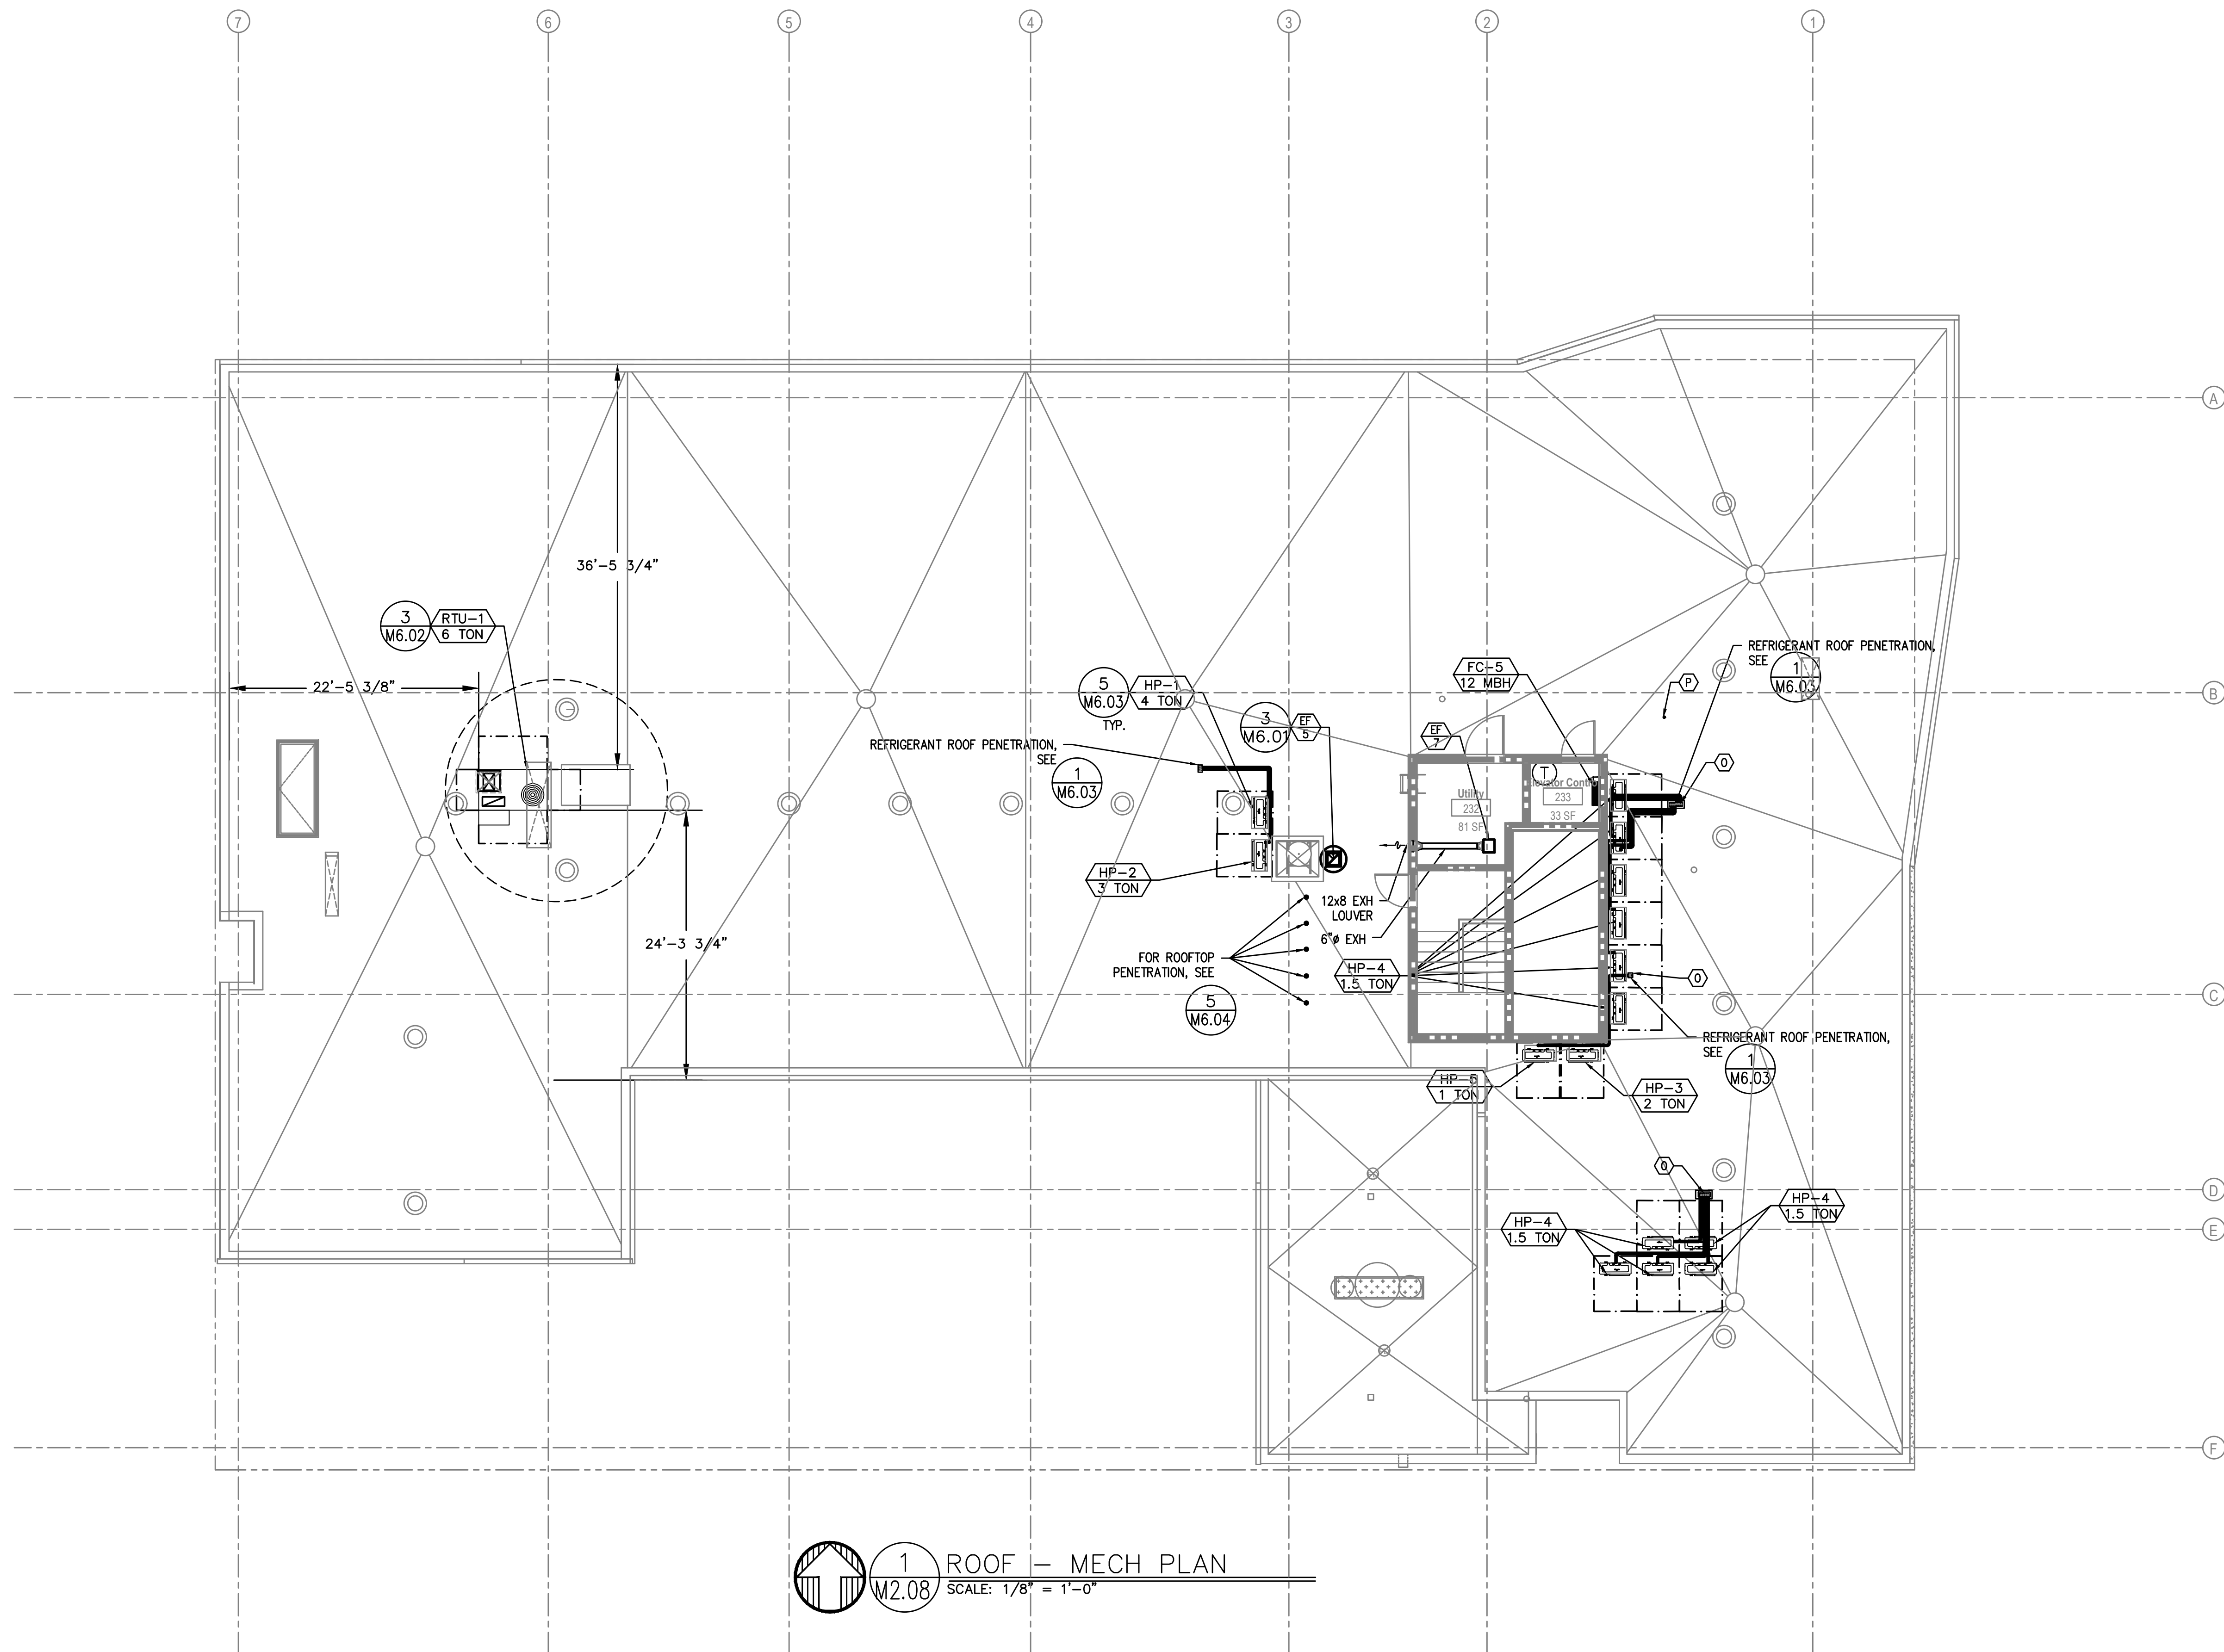 7
6
5
4
3
2
1
A
36'-5 3/4"
3
M6.02
RTU-1
6 TON
REFRIGERANT ROOF PENETRATION,
SEE
1
M6.03
FC-5
12 MBH
22'-5 3/8"
5
M6.03
HP-1
4 TON
TYP.
P
B
3
M6.01
EF
5
EF
7
REFRIGERANT ROOF PENETRATION,
SEE
1
M6.03
O
T
Elevator Contro
233
33 SF
Utility
232
81 SF
HP-2
3 TON
12x8 EXH
LOUVER
6"ø EXH
24'-3 3/4"
FOR ROOFTOP
PENETRATION, SEE
5
M6.04
HP-4
1.5 TON
O
C
REFRIGERANT ROOF PENETRATION,
SEE
1
M6.03
HP-5
1 TON
HP-3
2 TON
O
D
HP-4
1.5 TON
HP-4
1.5 TON
E
F
1
M2.08
ROOF - MECH PLAN
SCALE: 1/8" = 1'-0"